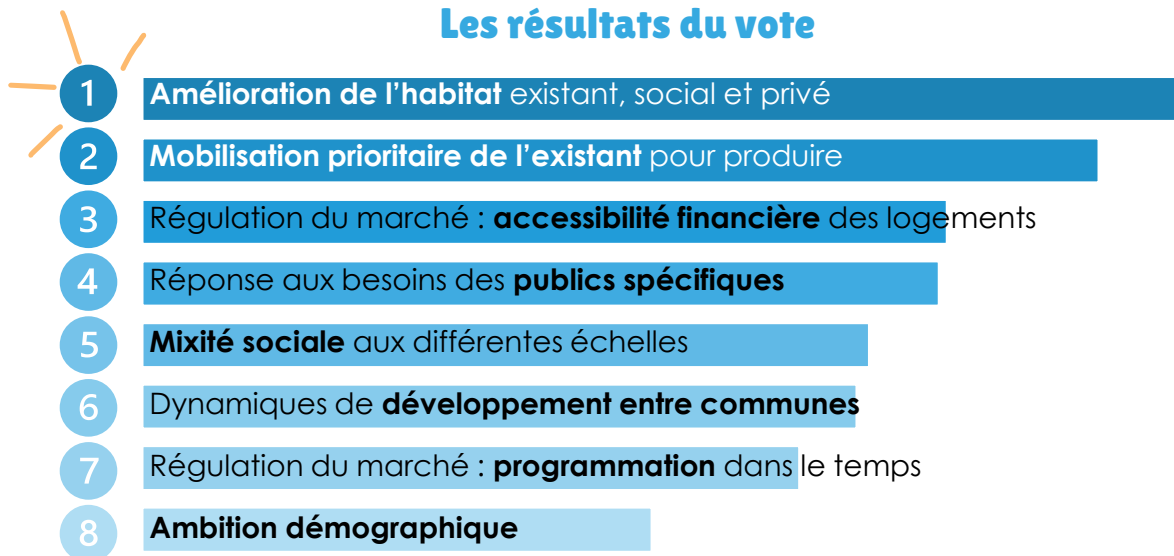 Les résultats du vote
1 Amélioration de l’habitat existant, social et privé
2 Mobilisation prioritaire de l’existant pour produire
3 Régulation du marché : accessibilité financière des logements
4 Réponse aux besoins des publics spécifiques
5 Mixité sociale aux différentes échelles
6 Dynamiques de développement entre communes
7 Régulation du marché : programmation dans le temps
8 Ambition démographique